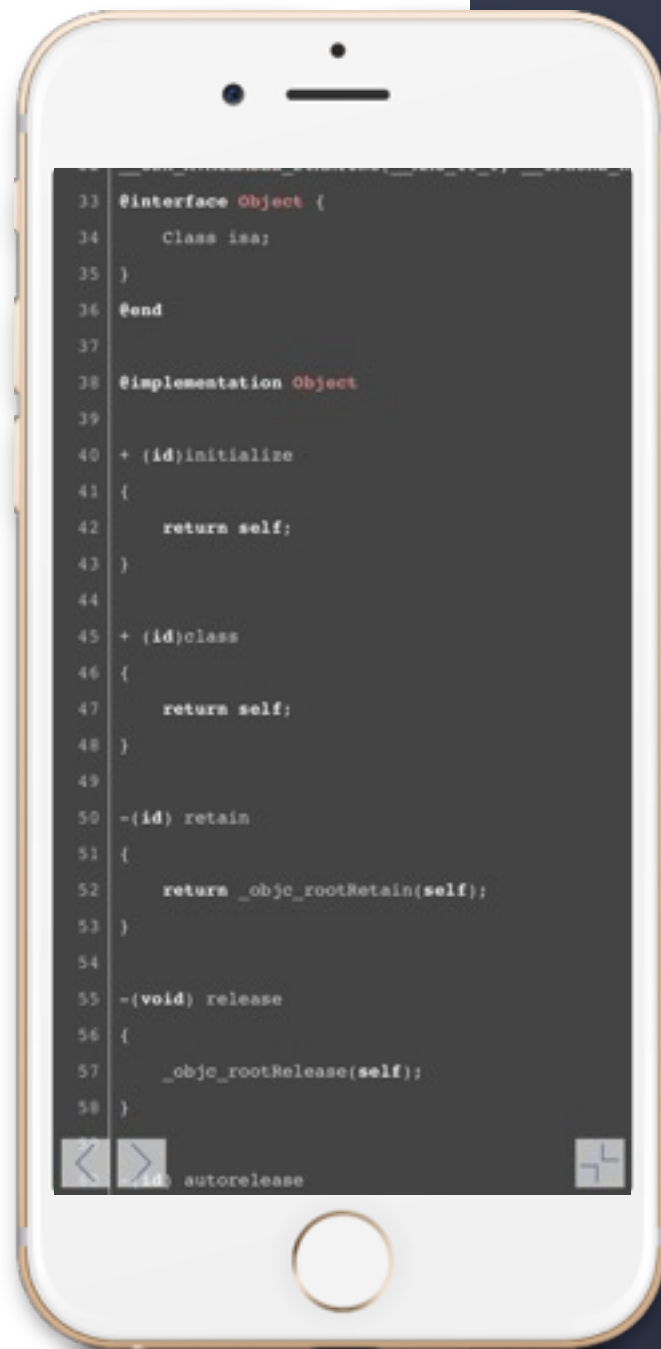 33 @interface Object {
34 Class isa;
35 }
36 @end
37
38 @implementation Object
39
40 + (id)initialize
41 {
42 return self;
43 }
44
45 + (id)class
46 {
47 return self;
48 }
49
50 -(id) retain
51 {
52 return _objc_rootRetain(self);
53 }
54
55 -(void) release
56 {
57 _objc_rootRelease(self);
58 }
-(id) autorelease